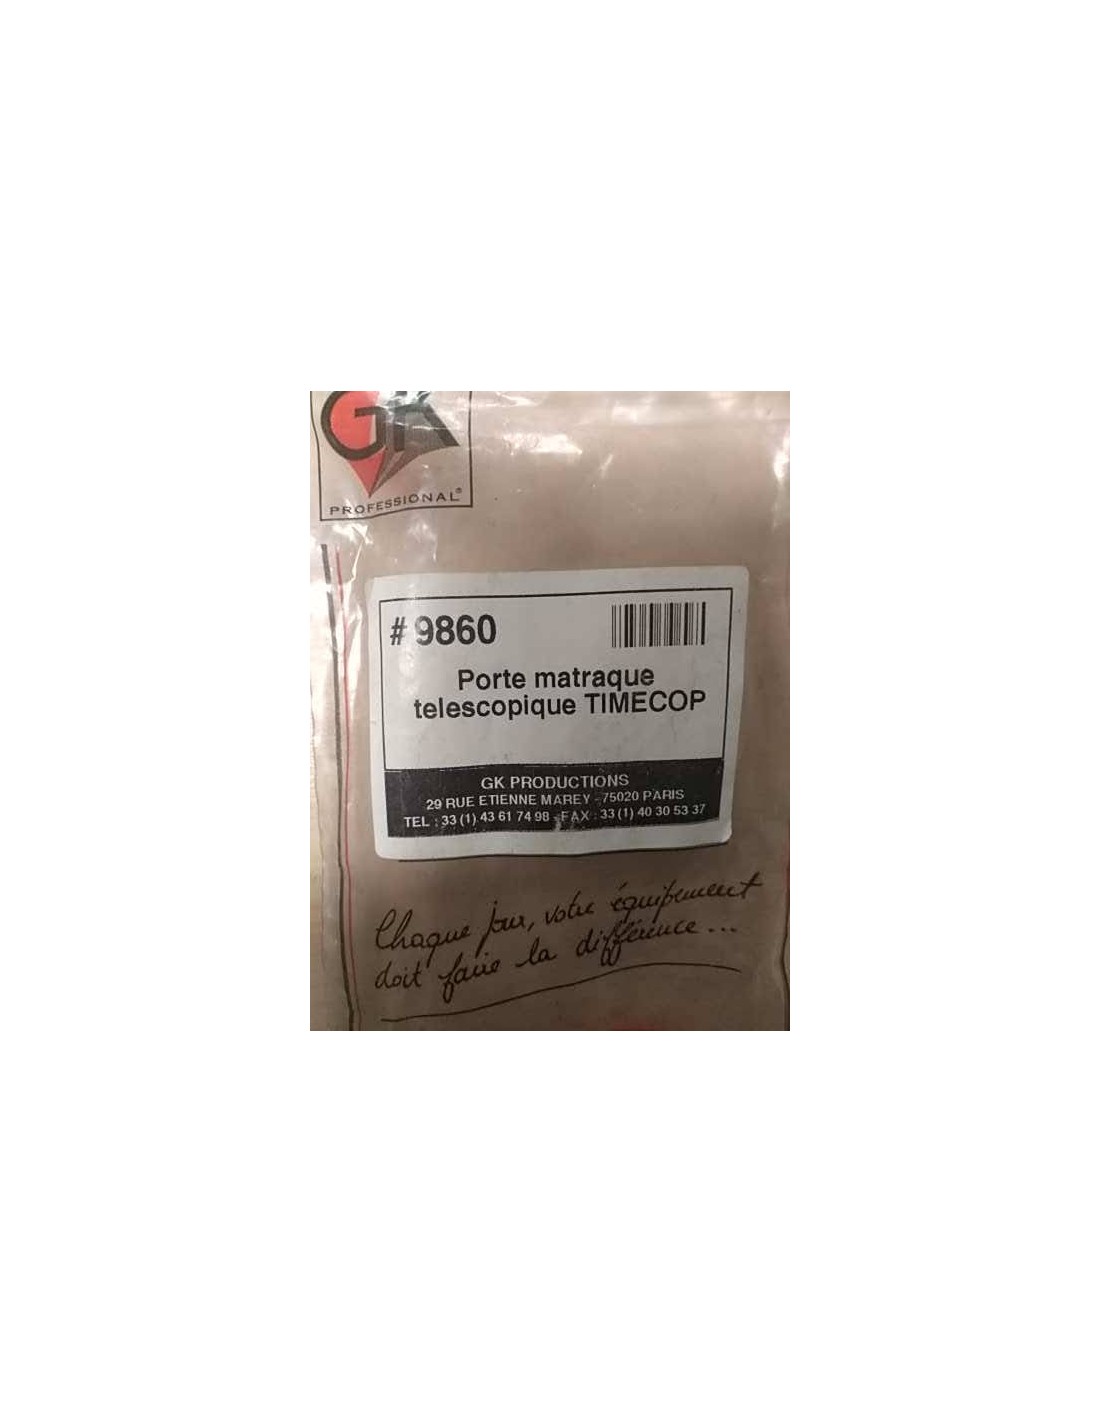 GK
PROFESSIONAL®
#9860
Porte matraque
telescopique TIMECOP
GK PRODUCTIONS
29 RUE ETIENNE MAREY - 75020 PARIS
TEL : 33 (1) 43 61 74 98 - FAX : 33 (1) 40 30 53 37
Chaque jour, votre équipement
doit faire la différence ...